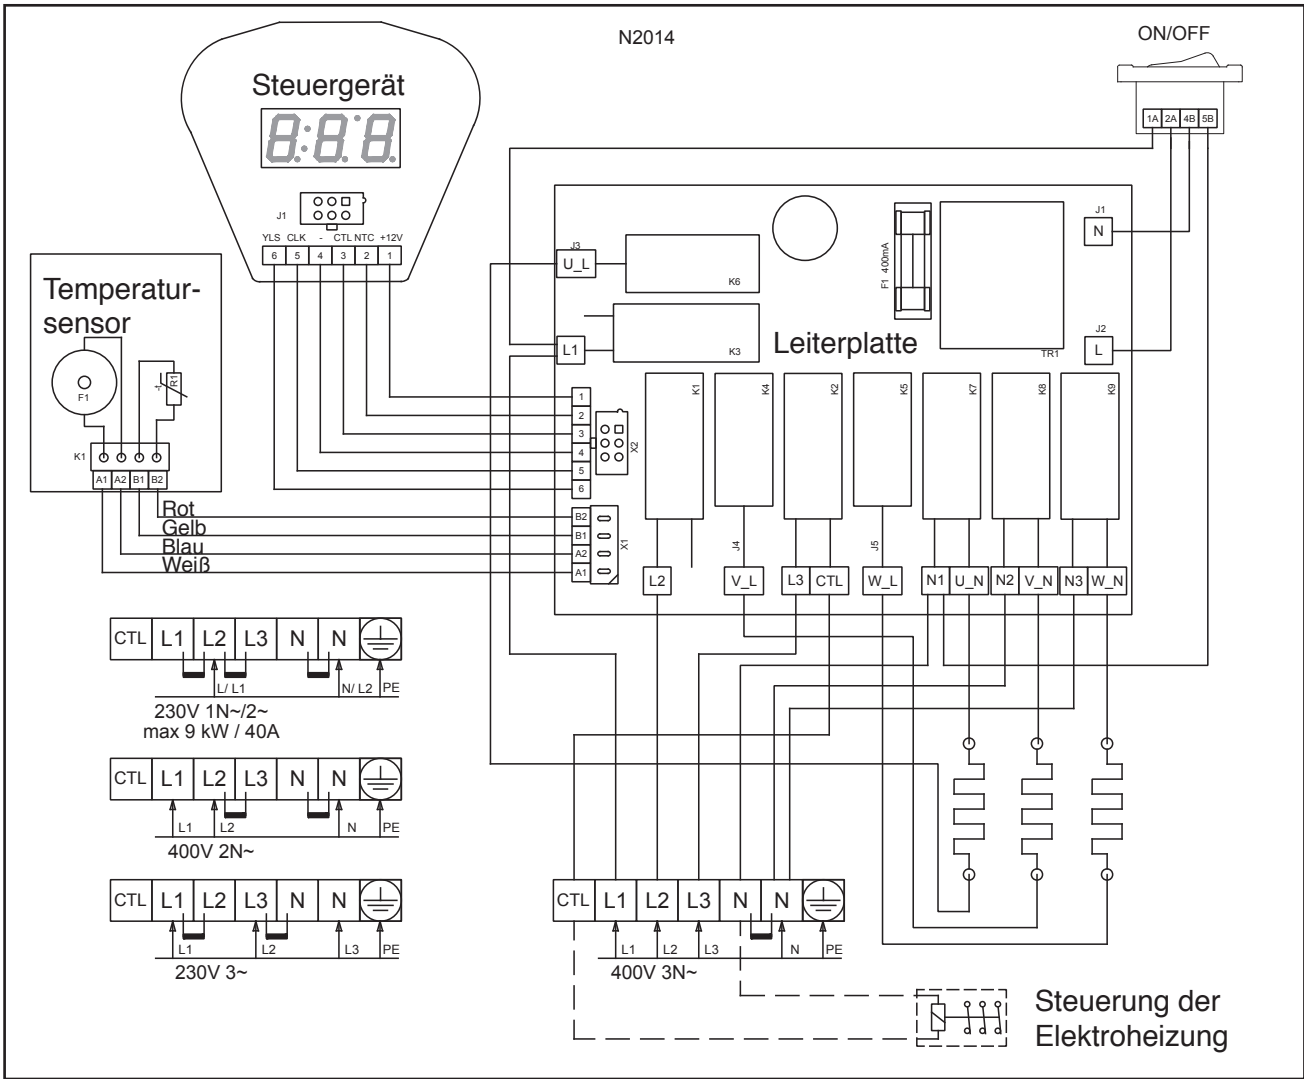 N2014
ON/OFF
Steuergerät
8:8.8
1A 2A 4B 5B
J1
YLS CLK - CTL NTC +12V
6 5 4 3 2 1
J1
N
J3
U_L
K6
F1 400mA
Temperatur-
sensor
Leiterplatte
L1
K3
TR1
J2
L
F1
-t
R1
K1
A1 A2 B1 B2
K1
K4
K2
K5
K7
K8
K9
1
2
3
4
5
6
X2
Rot
Gelb
Blau
Weiß
B2
B1
A2
A1
X1
J4
J5
L2
V_L
L3 CTL
W_L
N1 U_N
N2 V_N
N3 W_N
CTL L1 L2 L3 N N
L/ L1 N/ L2 PE
230V 1N~/2~
max 9 kW / 40A
CTL L1 L2 L3 N N
L1 L2 N PE
400V 2N~
CTL L1 L2 L3 N N
L1 L2 L3 PE
230V 3~
CTL L1 L2 L3 N N
L1 L2 L3 N PE
400V 3N~
Steuerung der
Elektroheizung